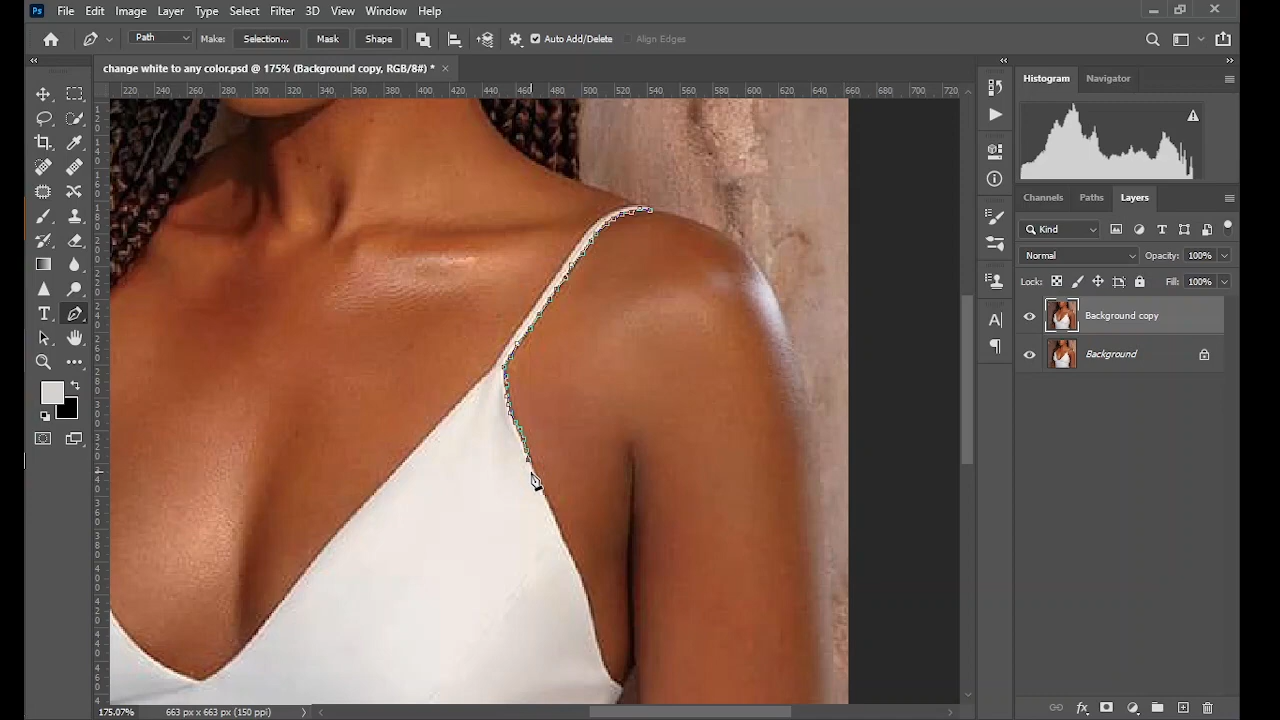 Ps File Edit Image Layer Type Select Filter 3D View Window Help
Path Make: Selection... Mask Shape Auto Add/Delete Align Edges
change white to any color.psd @ 175% (Background copy, RGB/8#) * ×
220 240 260 280 300 320 340 360 380 400 420 440 460 480 500 520 540 560 580 600 620 640 660 680 700 720
Histogram Navigator
Channels Paths Layers
Kind
Normal Opacity: 100%
Lock: Fill: 100%
Background copy
Background
175.07% 663 px x 663 px (150 ppi)